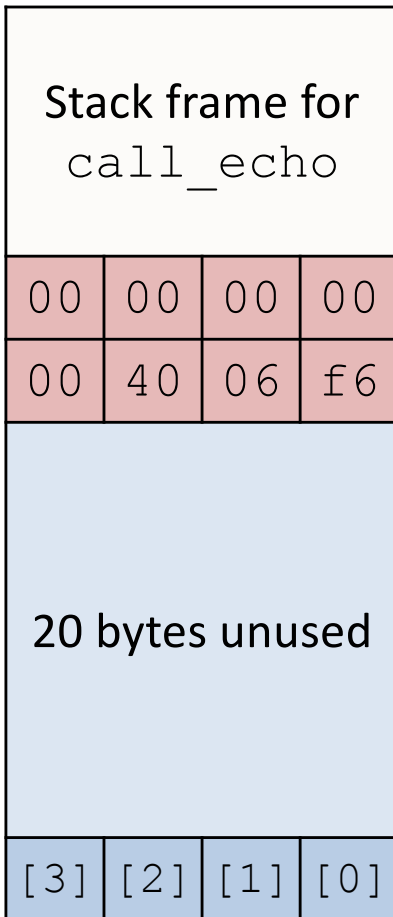 Stack frame for
call_echo
00 00 00 00
00 40 06 f6
20 bytes unused
[3] [2] [1] [0]